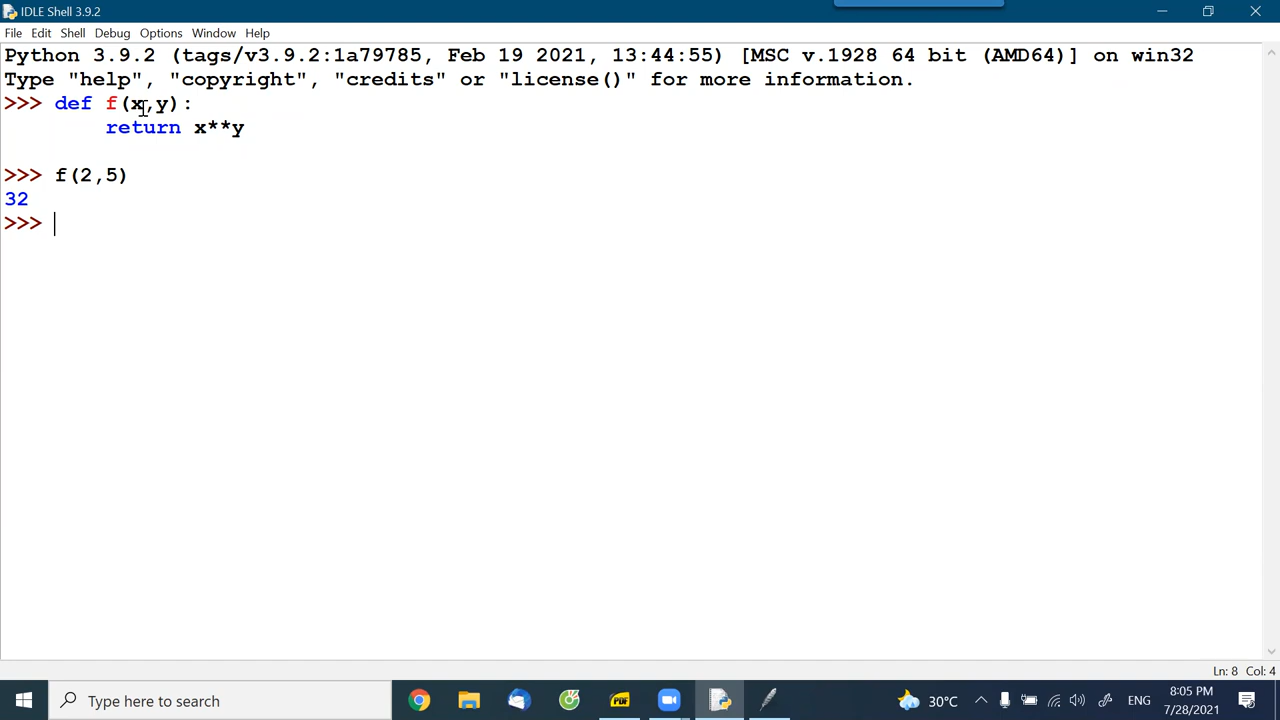 IDLE Shell 3.9.2
File Edit Shell Debug Options Window Help
Python 3.9.2 (tags/v3.9.2:1a79785, Feb 19 2021, 13:44:55) [MSC v.1928 64 bit (AMD64)] on win32
Type "help", "copyright", "credits" or "license()" for more information.
>>> def f(x,y):
        return x**y
>>> f(2,5)
32
>>>
Ln: 8 Col: 4
Type here to search
PDF
30°C
ENG
8:05 PM
7/28/2021